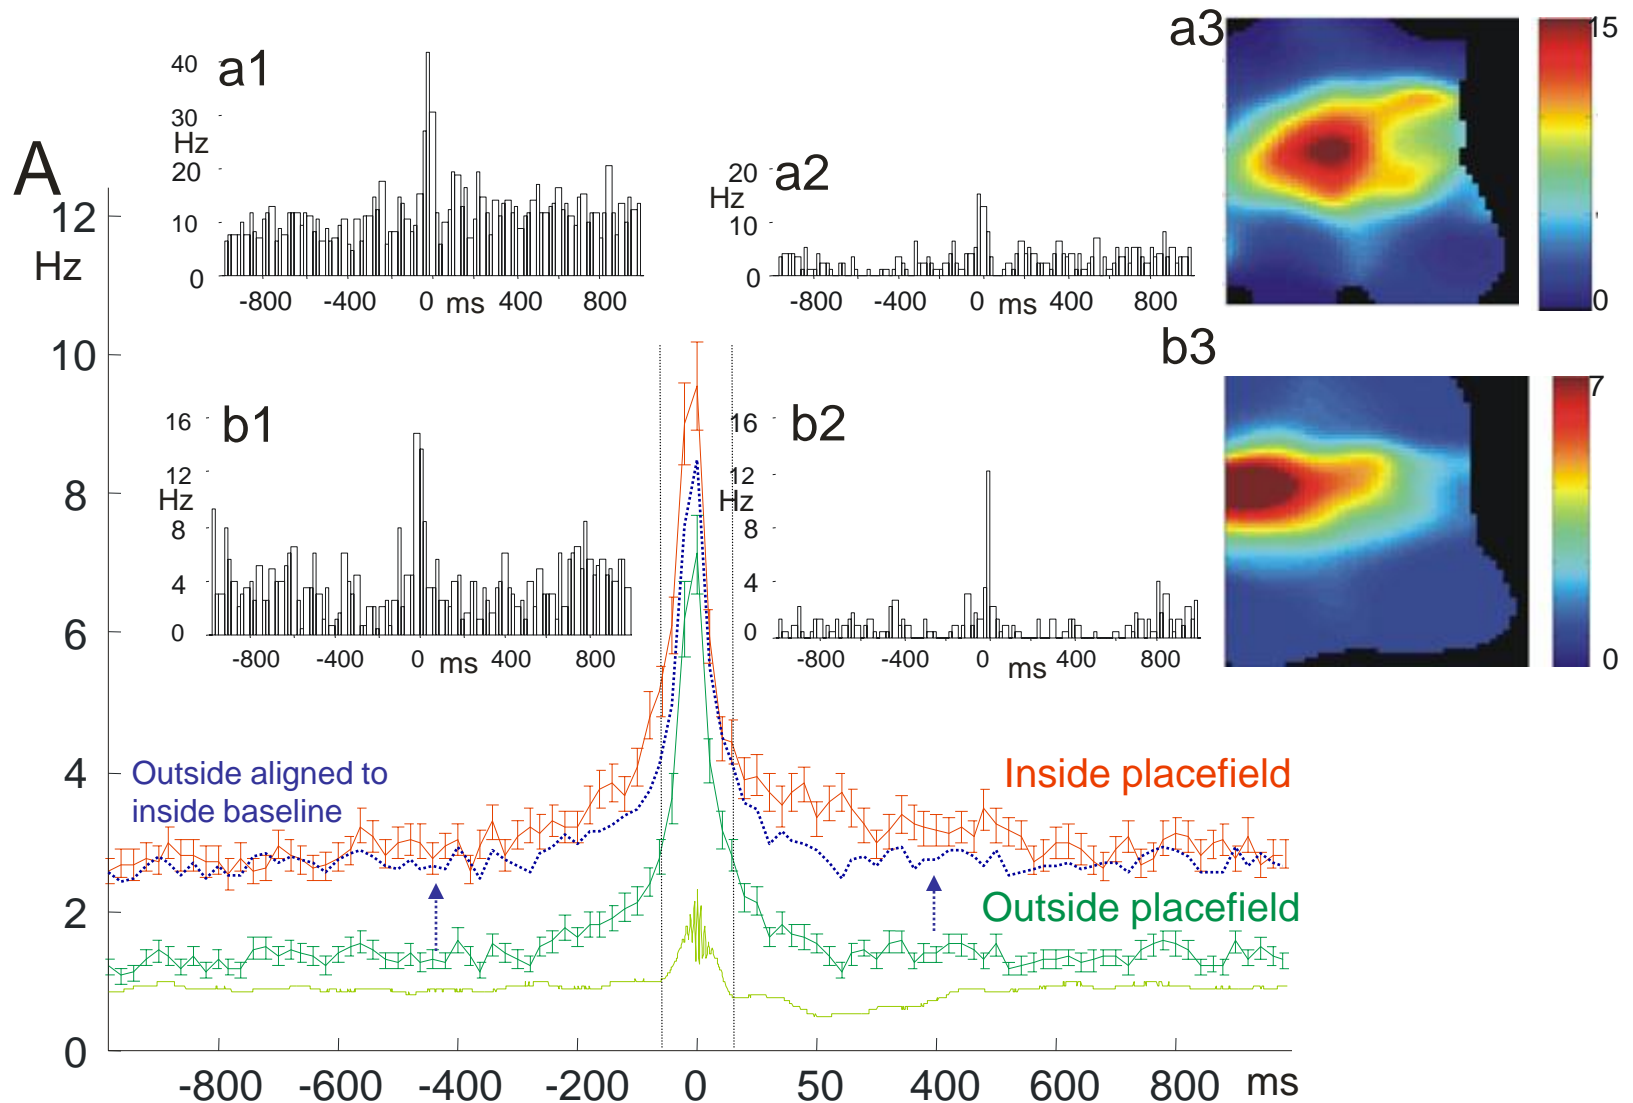 a3
15
0
40 a1
30
Hz
20
10
0
-800 -400 0 ms 400 800
20 a2
Hz
10
0
-800 -400 0 ms 400 800
A
12
Hz
10
8
6
4
2
0
b3
7
0
16 b1
12
Hz
8
4
0
-800 -400 0 ms 400 800
16 b2
12
Hz
8
4
0
-800 -400 0 ms 400 800
Outside aligned to
inside baseline
Inside placefield
Outside placefield
-800 -600 -400 -200 0 50 400 600 800 ms